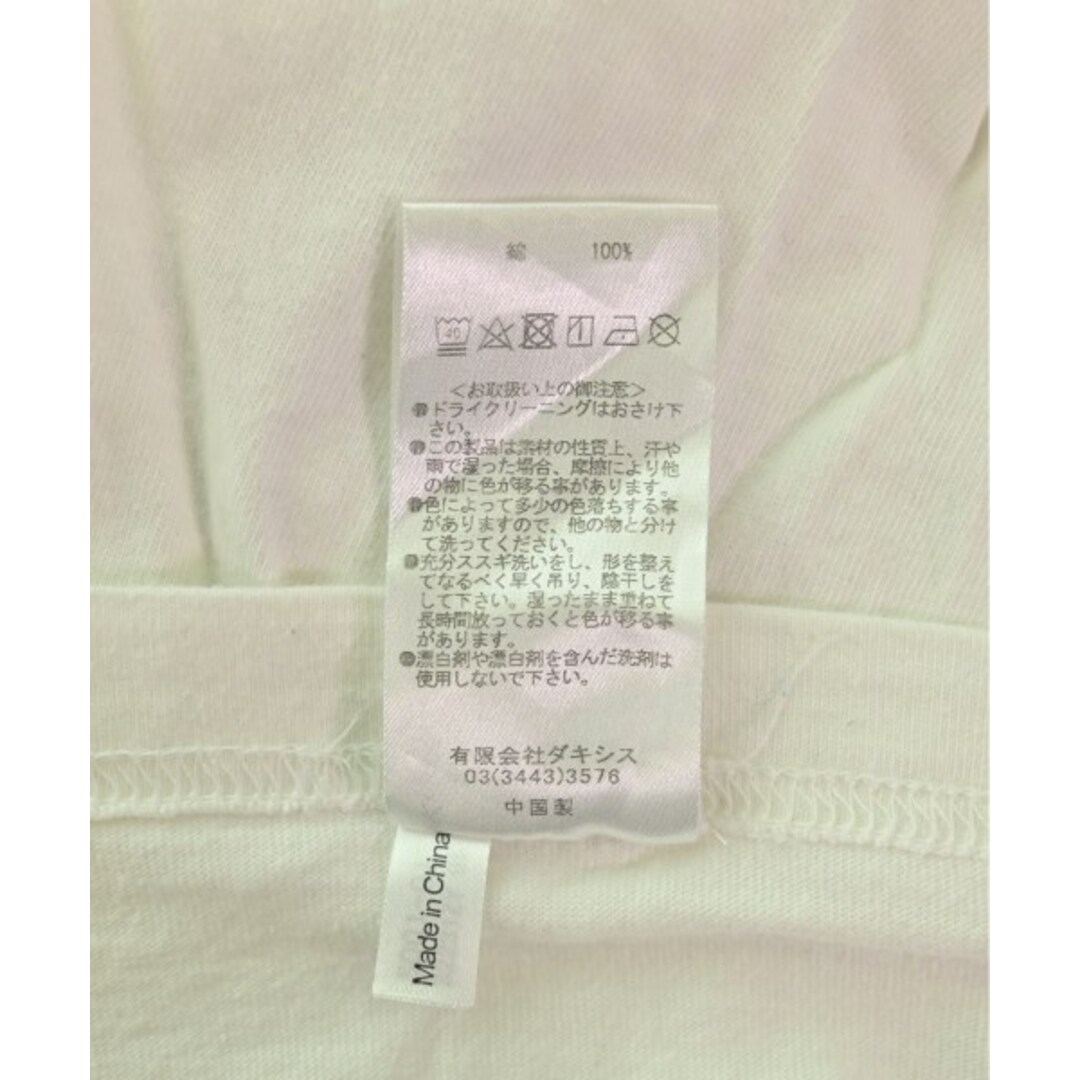 綿 100%
40
<お取扱い上の御注意>
●ドライクリーニングはおさけ下
さい。
●この製品は素材の性質上、汗や
雨で湿った場合、摩擦により他
の物に色が移る事があります。
●色によって多少の色落ちする事
がありますので、他の物と分け
て洗ってください。
●充分ススギ洗いをし、形を整え
てなるべく早く吊り、陰干しを
して下さい。湿ったまま重ねて
長時間放っておくと色が移る事
があります。
●漂白剤や漂白剤を含んだ洗剤は
使用しないで下さい。
有限会社ダキシス
03(3443)3576
中国製
Made in China